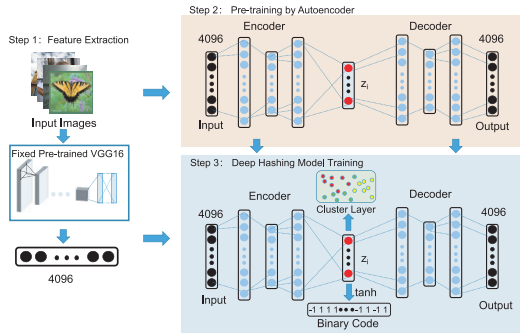 Step 1: Feature Extraction
Input Images
Fixed Pre-trained VGG16
4096
Step 2: Pre-training by Autoencoder
Encoder
Decoder
4096
4096
Zi
Input
Output
Step 3: Deep Hashing Model Training
Encoder
Decoder
Cluster Layer
4096
4096
Zi
Input
Output
tanh
-1 1 1 1•••-1 1 -1 1
Binary Code